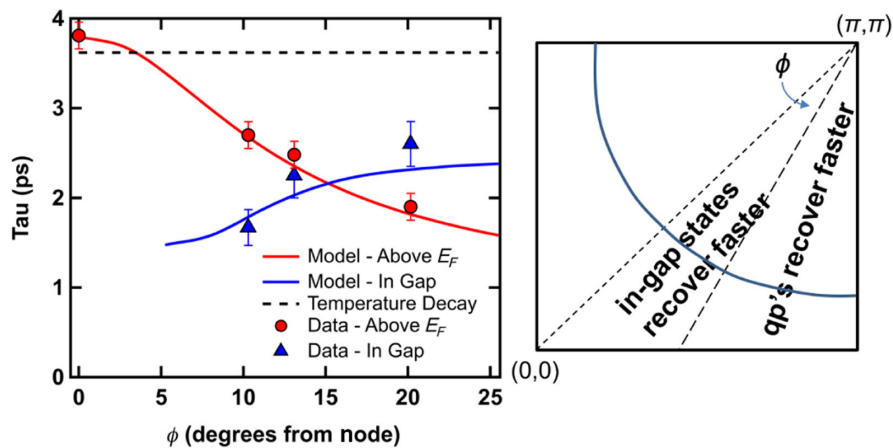 4
3
2
1
0
Tau (ps)
Model - Above E_F
Model - In Gap
Temperature Decay
Data - Above E_F
Data - In Gap
0
5
10
15
20
25
ϕ (degrees from node)
(π,π)
ϕ
in-gap states
recover faster
qp's recover faster
(0,0)